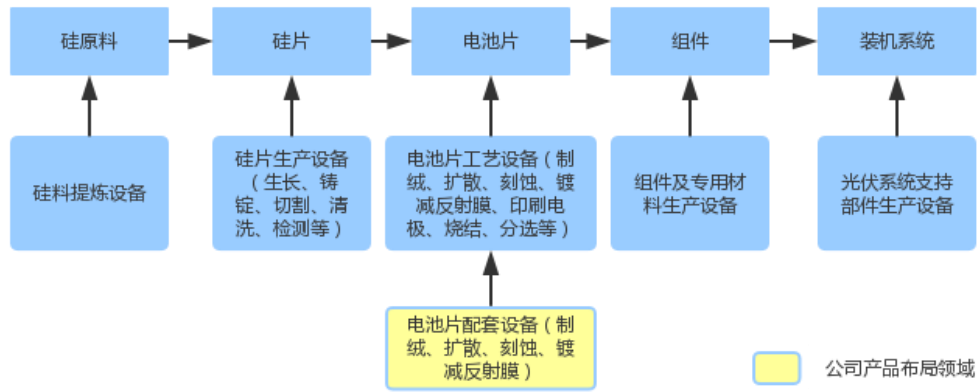 硅原料
硅片
电池片
组件
装机系统
硅料提炼设备
硅片生产设备
（生长、铸
锭、切割、清
洗、检测等）
电池片工艺设备（制
绒、扩散、刻蚀、镀
减反射膜、印刷电
极、烧结、分选等）
组件及专用材
料生产设备
光伏系统支持
部件生产设备
电池片配套设备（制
绒、扩散、刻蚀、镀
减反射膜）
公司产品布局领域